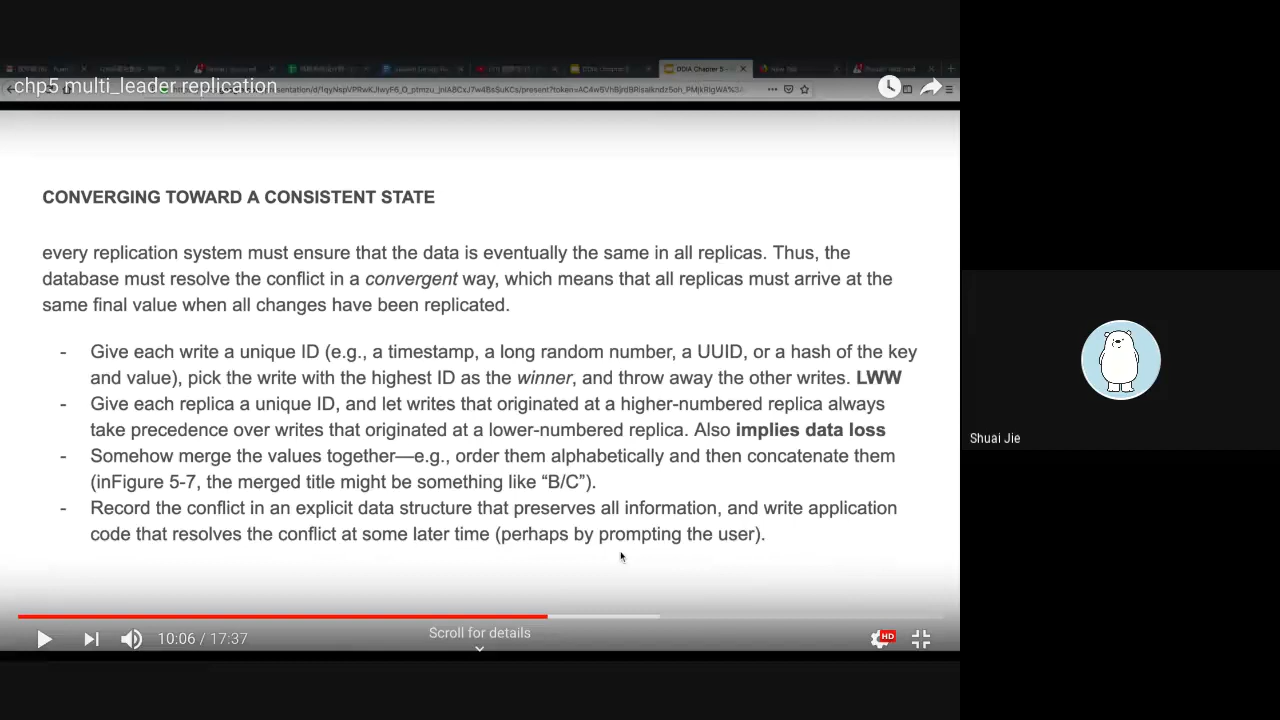 chp5 multi_leader replication
DDIA Chapter 5 -
CONVERGING TOWARD A CONSISTENT STATE
every replication system must ensure that the data is eventually the same in all replicas. Thus, the
database must resolve the conflict in a convergent way, which means that all replicas must arrive at the
same final value when all changes have been replicated.
- Give each write a unique ID (e.g., a timestamp, a long random number, a UUID, or a hash of the key
and value), pick the write with the highest ID as the winner, and throw away the other writes. LWW
- Give each replica a unique ID, and let writes that originated at a higher-numbered replica always
take precedence over writes that originated at a lower-numbered replica. Also implies data loss
- Somehow merge the values together—e.g., order them alphabetically and then concatenate them
(inFigure 5-7, the merged title might be something like “B/C”).
- Record the conflict in an explicit data structure that preserves all information, and write application
code that resolves the conflict at some later time (perhaps by prompting the user).
Shuai Jie
10:06 / 17:37
Scroll for details
HD